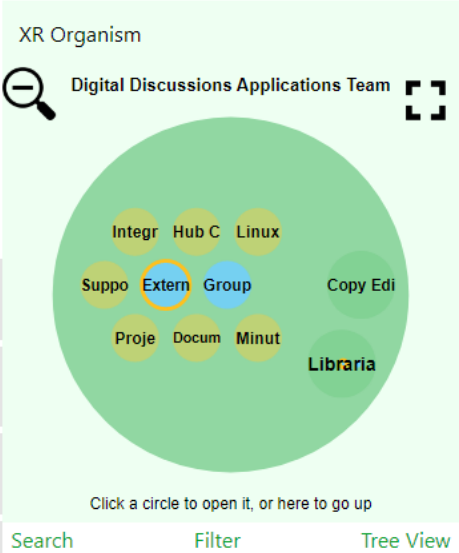 XR Organism
Digital Discussions Applications Team
Integr Hub C Linux
Suppo Extern Group Copy Edi
Proje Docum Minut
Libraria
Click a circle to open it, or here to go up
Search Filter Tree View